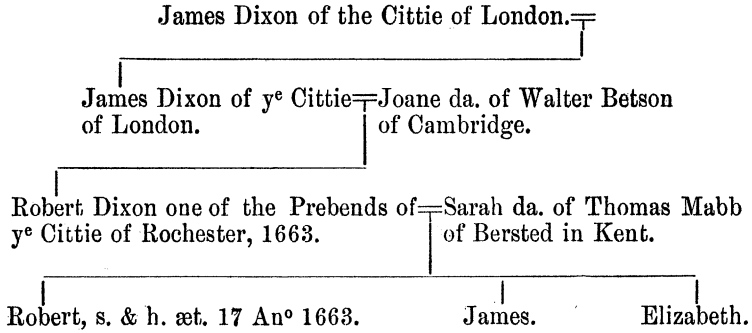 James Dixon of the Cittie of London.
James Dixon of yᵉ Cittie
of London.
Joane da. of Walter Betson
of Cambridge.
Robert Dixon one of the Prebends of
yᵉ Cittie of Rochester, 1663.
Sarah da. of Thomas Mabb
of Bersted in Kent.
Robert, s. & h. æt. 17 Anº 1663.
James.
Elizabeth.